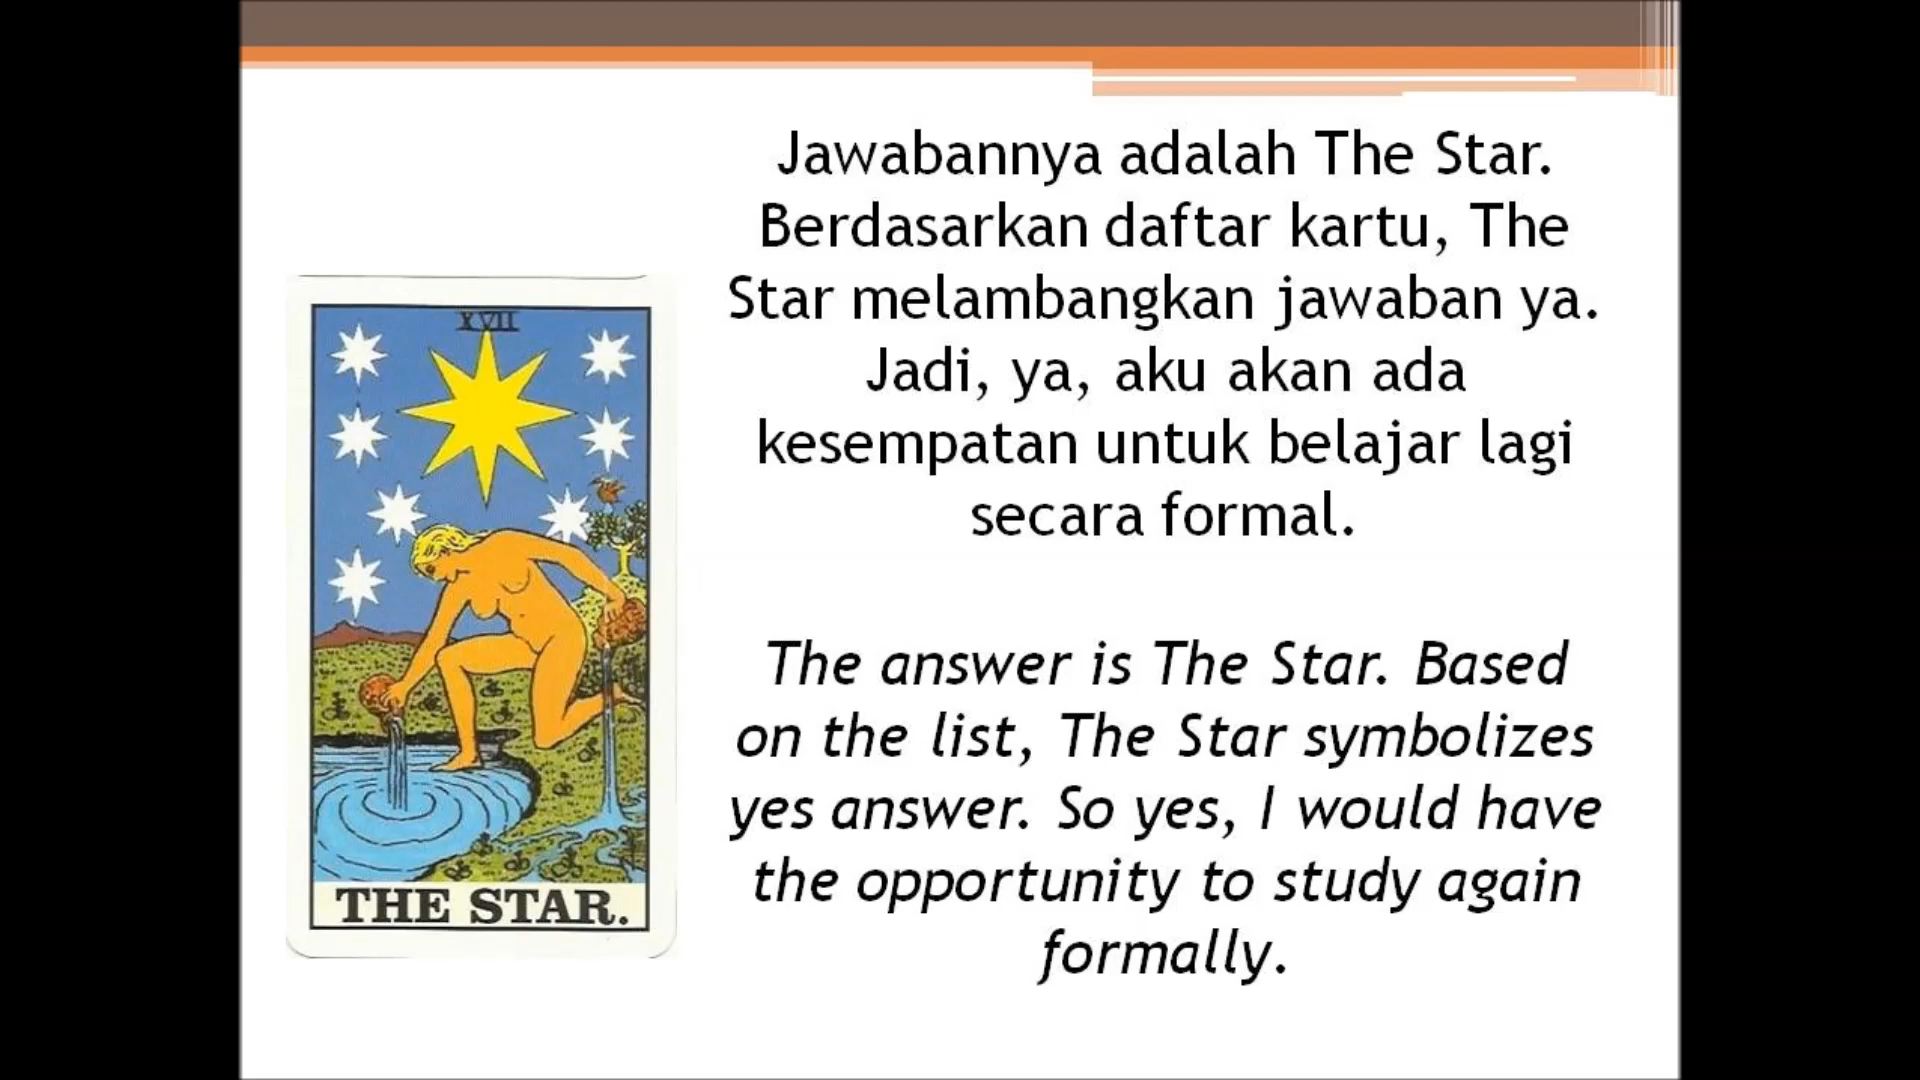 XVII
THE STAR.
Jawabannya adalah The Star.
Berdasarkan daftar kartu, The
Star melambangkan jawaban ya.
Jadi, ya, aku akan ada
kesempatan untuk belajar lagi
secara formal.
The answer is The Star. Based
on the list, The Star symbolizes
yes answer. So yes, I would have
the opportunity to study again
formally.